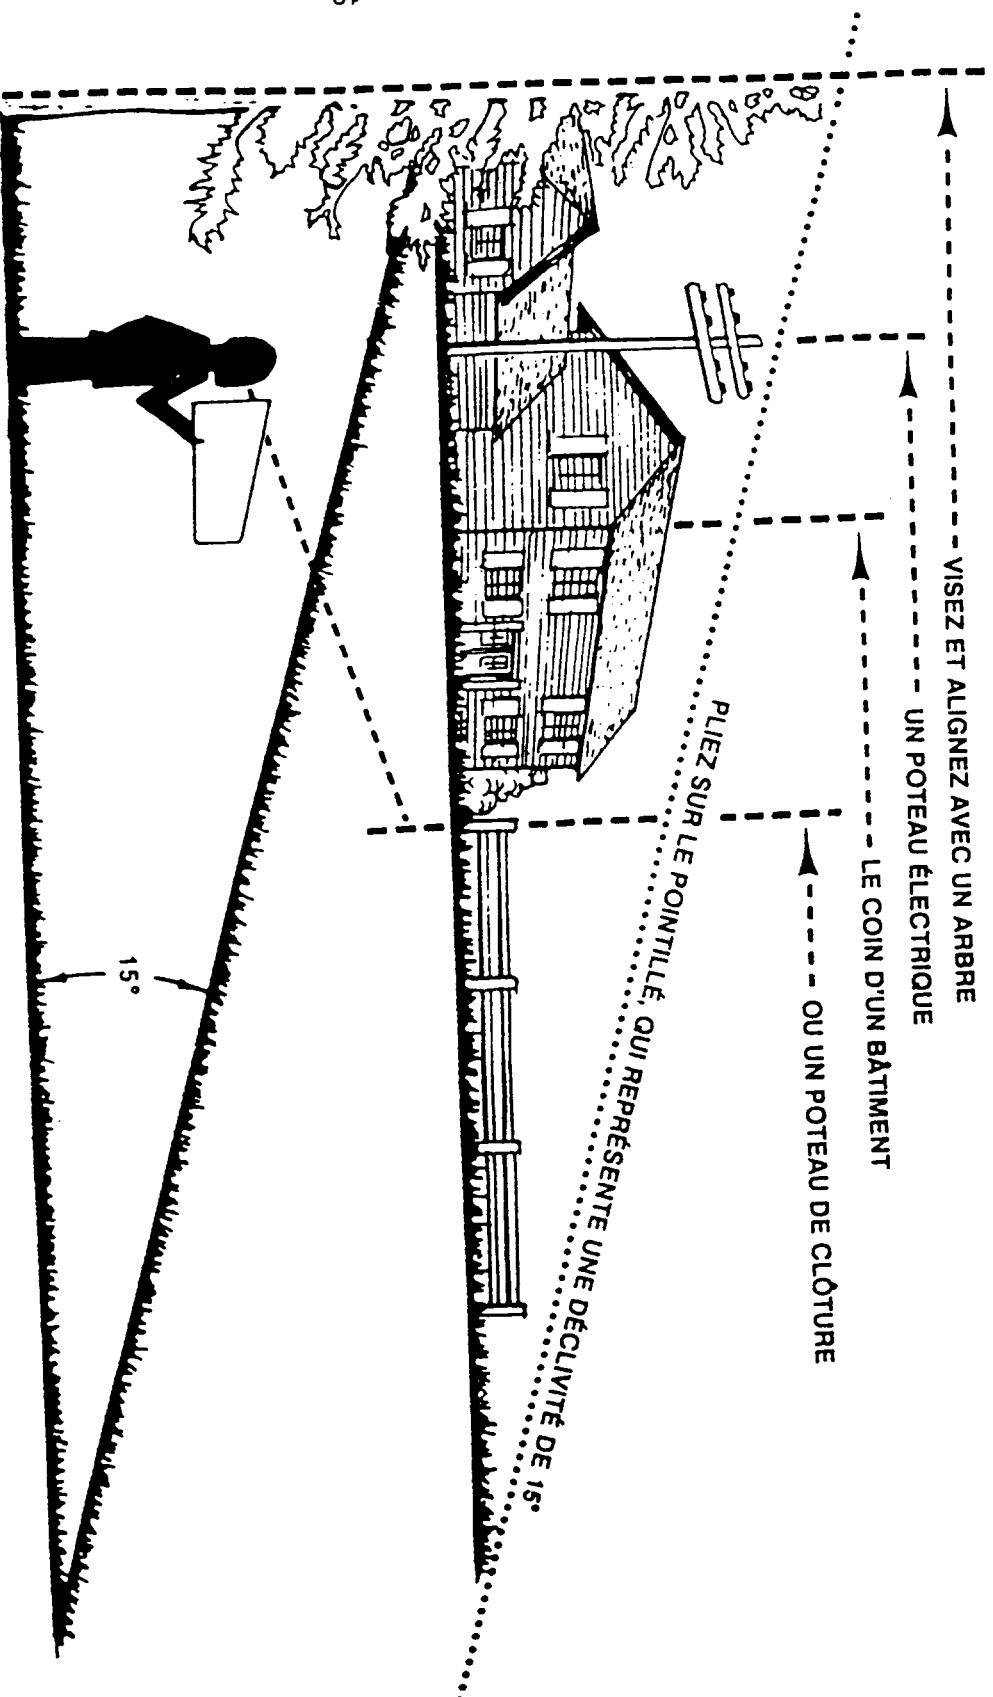 VISEZ ET ALIGNEZ AVEC UN ARBRE
UN POTEAU ÉLECTRIQUE
LE COIN D'UN BÂTIMENT
OU UN POTEAU DE CLÔTURE
PLIEZ SUR LE POINTILLÉ, QUI REPRÉSENTE UNE DÉCLIVITÉ DE 15°
15°